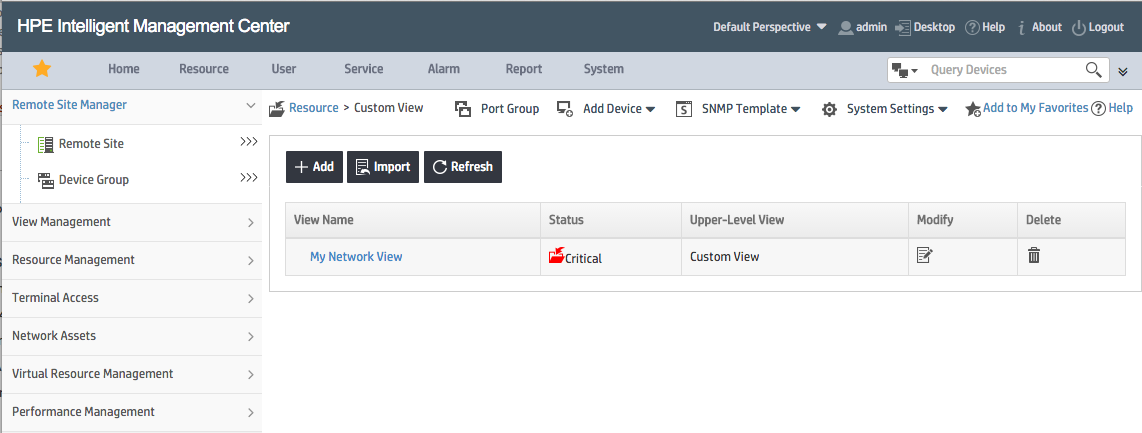 HPE Intelligent Management Center
Default Perspective admin Desktop Help About Logout
Home Resource User Service Alarm Report System Query Devices
Remote Site Manager
Remote Site
Device Group
View Management
Resource Management
Terminal Access
Network Assets
Virtual Resource Management
Performance Management
Resource > Custom View Port Group Add Device SNMP Template System Settings Add to My Favorites Help
Add Import Refresh
View Name Status Upper-Level View Modify Delete
My Network View Critical Custom View